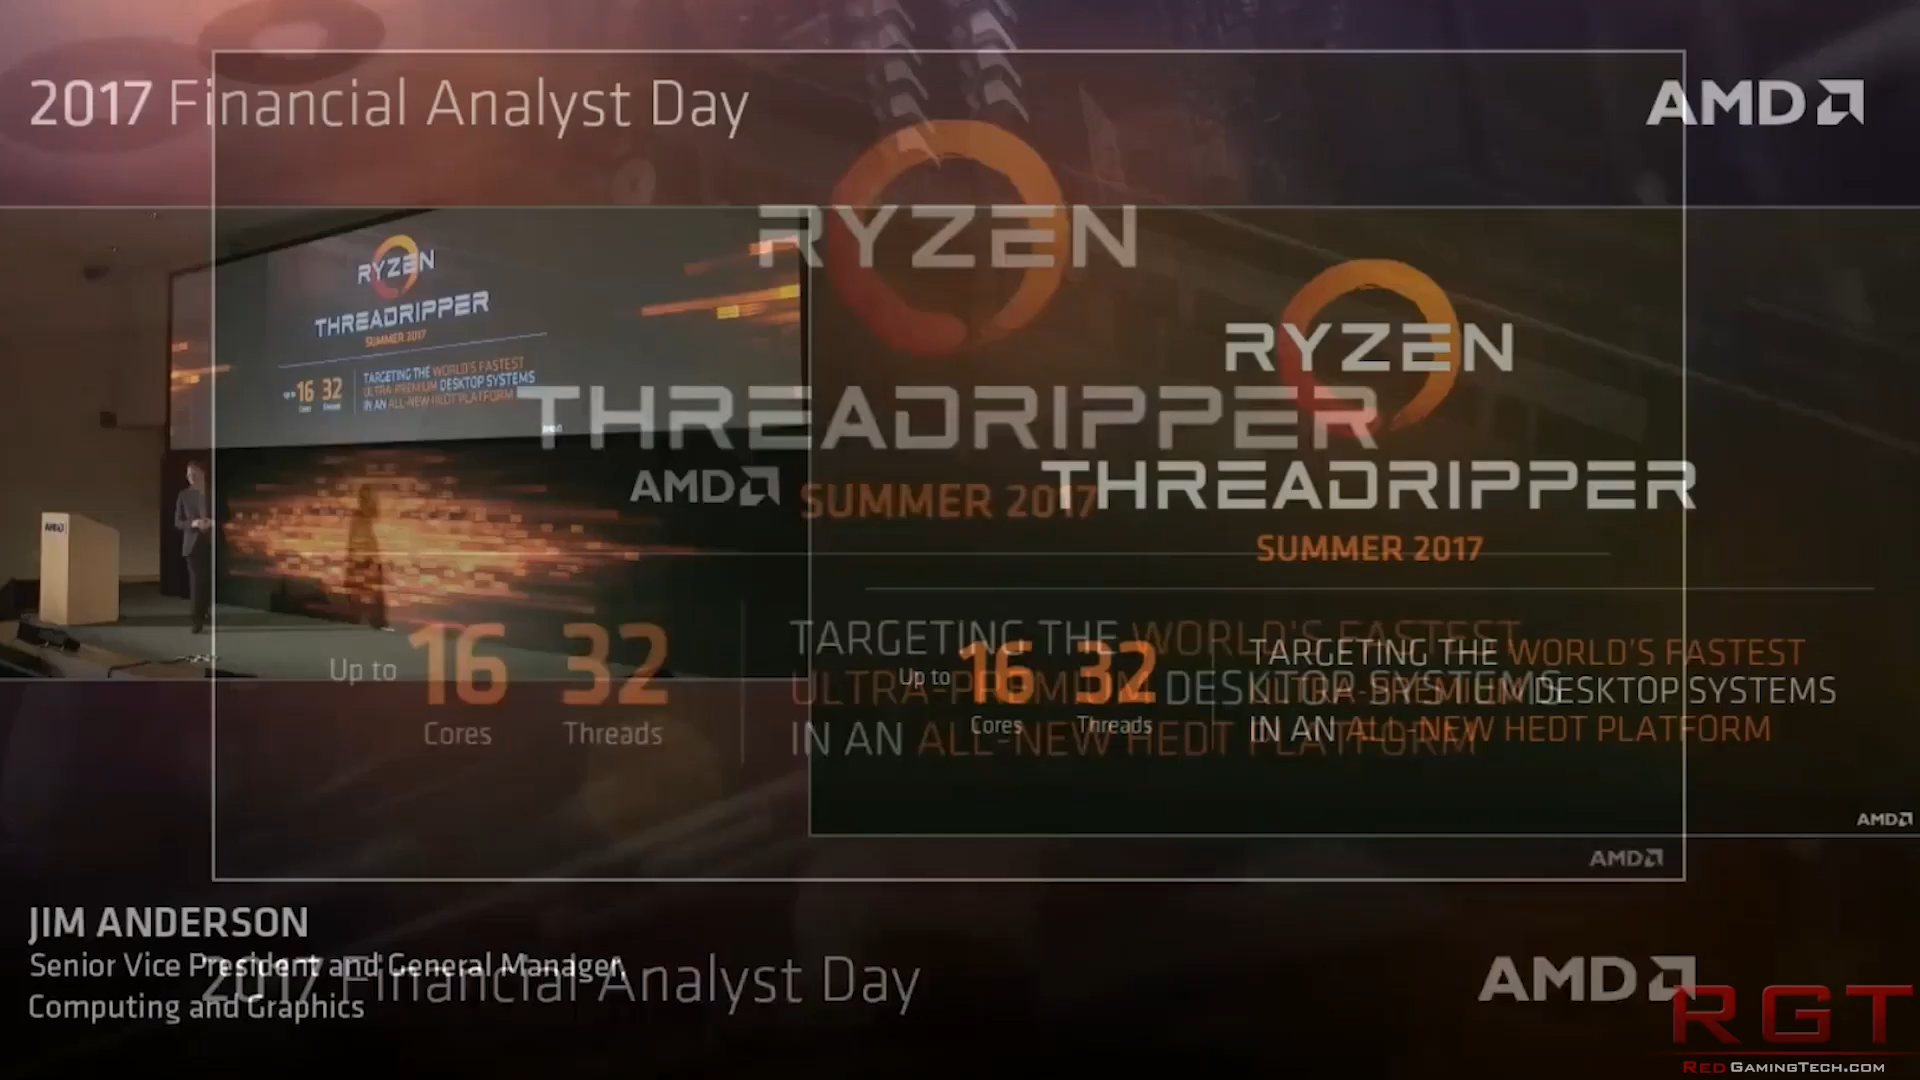 2017 Financial Analyst Day
AMD
RYZEN
THREADRIPPER
SUMMER 2017
up to 16 32
Cores Threads
TARGETING THE WORLD'S FASTEST
ULTRA-PREMIUM DESKTOP SYSTEMS
IN AN ALL-NEW HEDT PLATFORM
AMD
AMD
RYZEN
THREADRIPPER
AMD
SUMMER 2017
Up to 16 32
Cores Threads
TARGETING THE WORLD'S FASTEST
ULTRA-PREMIUM DESKTOP SYSTEMS
IN AN ALL-NEW HEDT PLATFORM
AMD
RYZEN
THREADRIPPER
SUMMER 2017
Up to 16 32
Cores Threads
TARGETING THE WORLD'S FASTEST
ULTRA-PREMIUM DESKTOP SYSTEMS
IN AN ALL-NEW HEDT PLATFORM
AMD
JIM ANDERSON
Senior Vice President and General Manager,
Computing and Graphics
2017 Financial Analyst Day
AMD
RGT
REDGAMINGTECH.COM